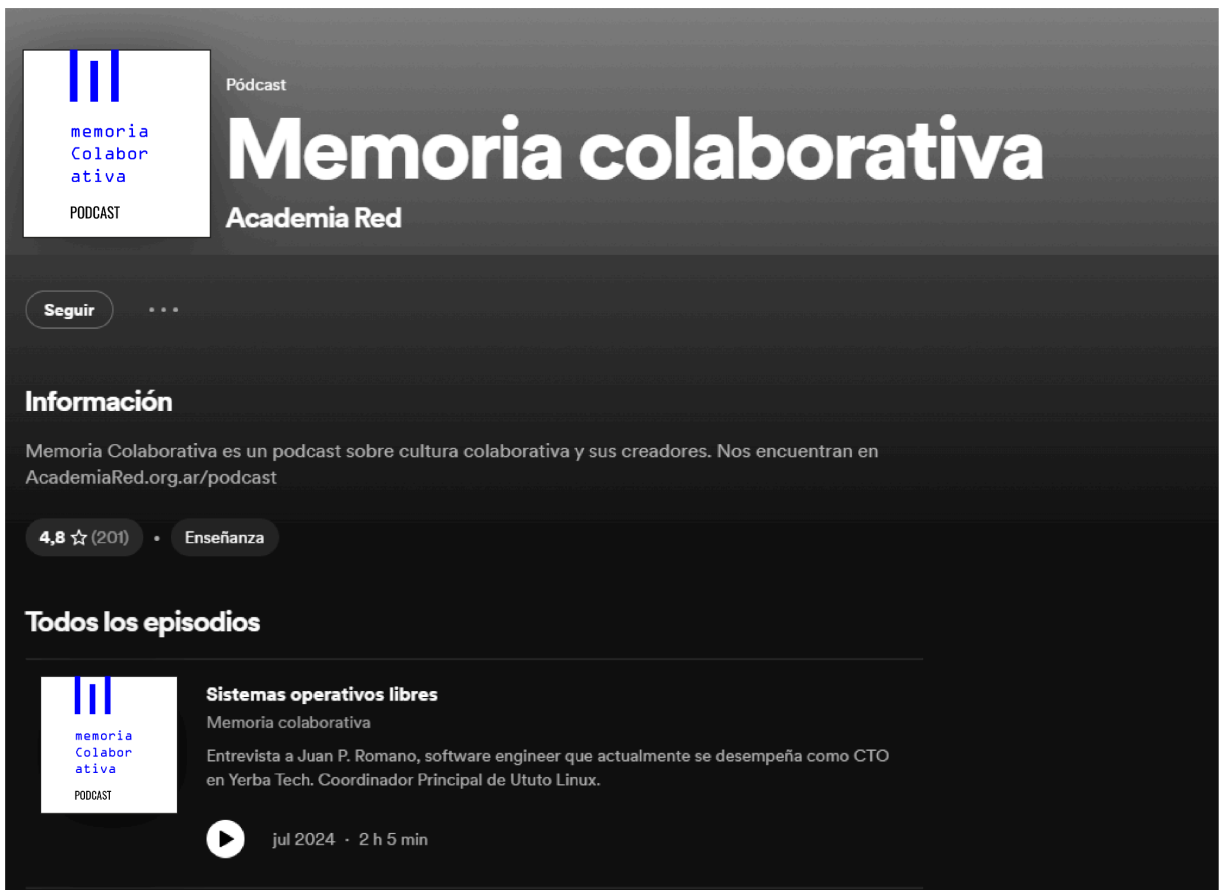 memoria
Colabor
ativa
PODCAST
Pódcast
Memoria colaborativa
Academia Red
Seguir
Información
Memoria Colaborativa es un podcast sobre cultura colaborativa y sus creadores. Nos encuentran en
AcademiaRed.org.ar/podcast
4,8 ☆ (201) • Enseñanza
Todos los episodios
memoria
Colabor
ativa
PODCAST
Sistemas operativos libres
Memoria colaborativa
Entrevista a Juan P. Romano, software engineer que actualmente se desempeña como CTO
en Yerba Tech. Coordinador Principal de Ututo Linux.
jul 2024 · 2 h 5 min